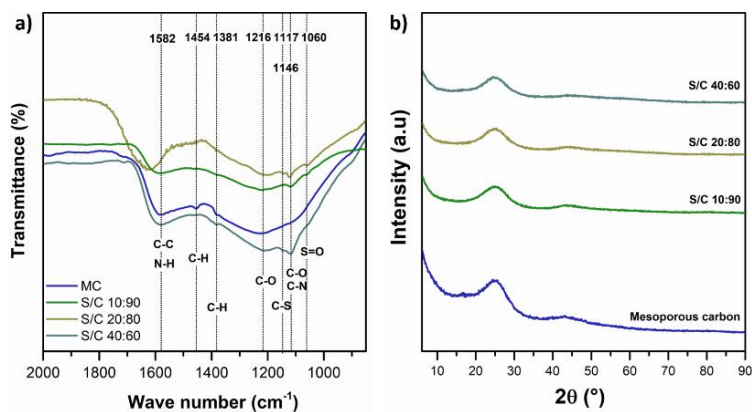 a)
1582
1454
1381
1216
1117
1060
1146
Transmittance (%)
C-C
N-H
C-H
C-H
C-O
C-S
C-O
C-N
S=O
MC
S/C 10:90
S/C 20:80
S/C 40:60
2000
1800
1600
1400
1200
1000
Wave number (cm⁻¹)
b)
Intensity (a.u)
S/C 40:60
S/C 20:80
S/C 10:90
Mesoporous carbon
10
20
30
40
50
60
70
80
90
2θ (°)